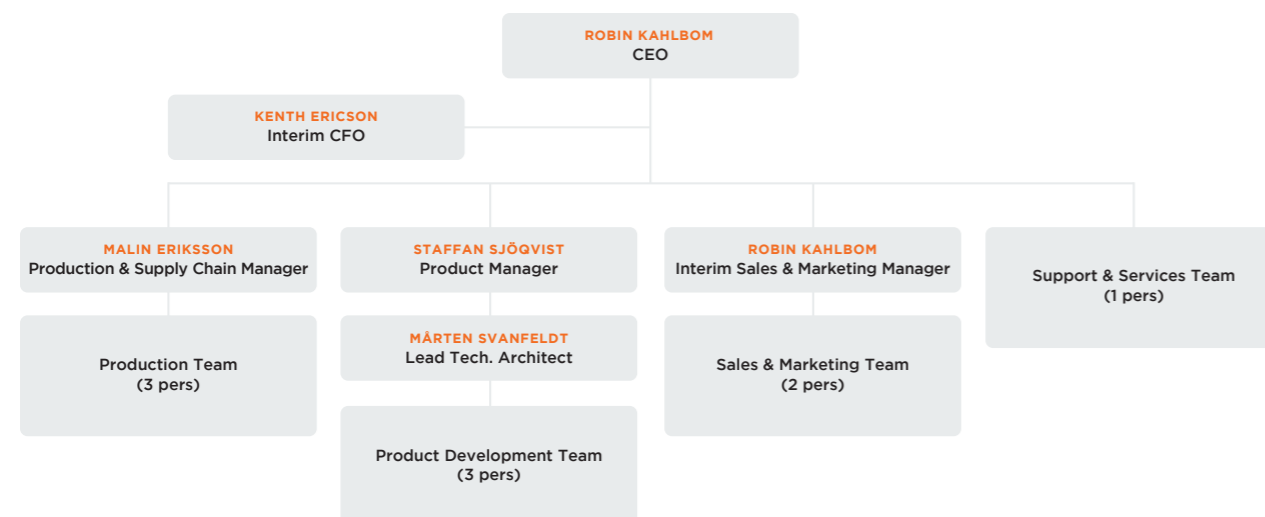 ROBIN KAHLBOM
CEO
KENTH ERICSON
Interim CFO
MALIN ERIKSSON
Production & Supply Chain Manager
STAFFAN SJÖQVIST
Product Manager
ROBIN KAHLBOM
Interim Sales & Marketing Manager
Support & Services Team
(1 pers)
Production Team
(3 pers)
MÅRTEN SVANFELDT
Lead Tech. Architect
Sales & Marketing Team
(2 pers)
Product Development Team
(3 pers)